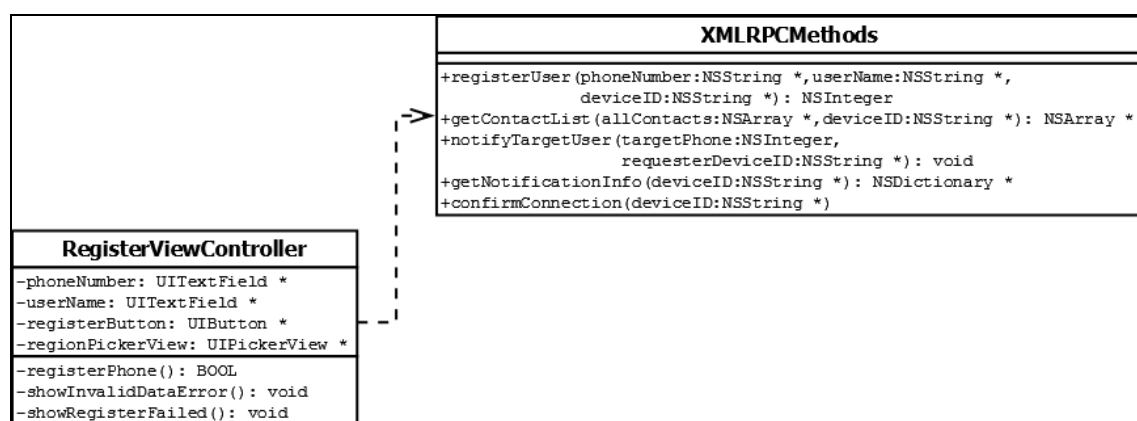 XMLRPCMethods
+registerUser(phoneNumber:NSString *,userName:NSString *,
deviceID:NSString *): NSInteger
+getContactList(allContacts:NSArray *,deviceID:NSString *): NSArray *
+notifyTargetUser(targetPhone:NSInteger,
requesterDeviceID:NSString *): void
+getNotificationInfo(deviceID:NSString *): NSDictionary *
+confirmConnection(deviceID:NSString *)
RegisterViewController
-phoneNumber: UITextField *
-userName: UITextField *
-registerButton: UIButton *
-regionPickerView: UIPickerView *
-registerPhone(): BOOL
-showInvalidDataError(): void
-showRegisterFailed(): void